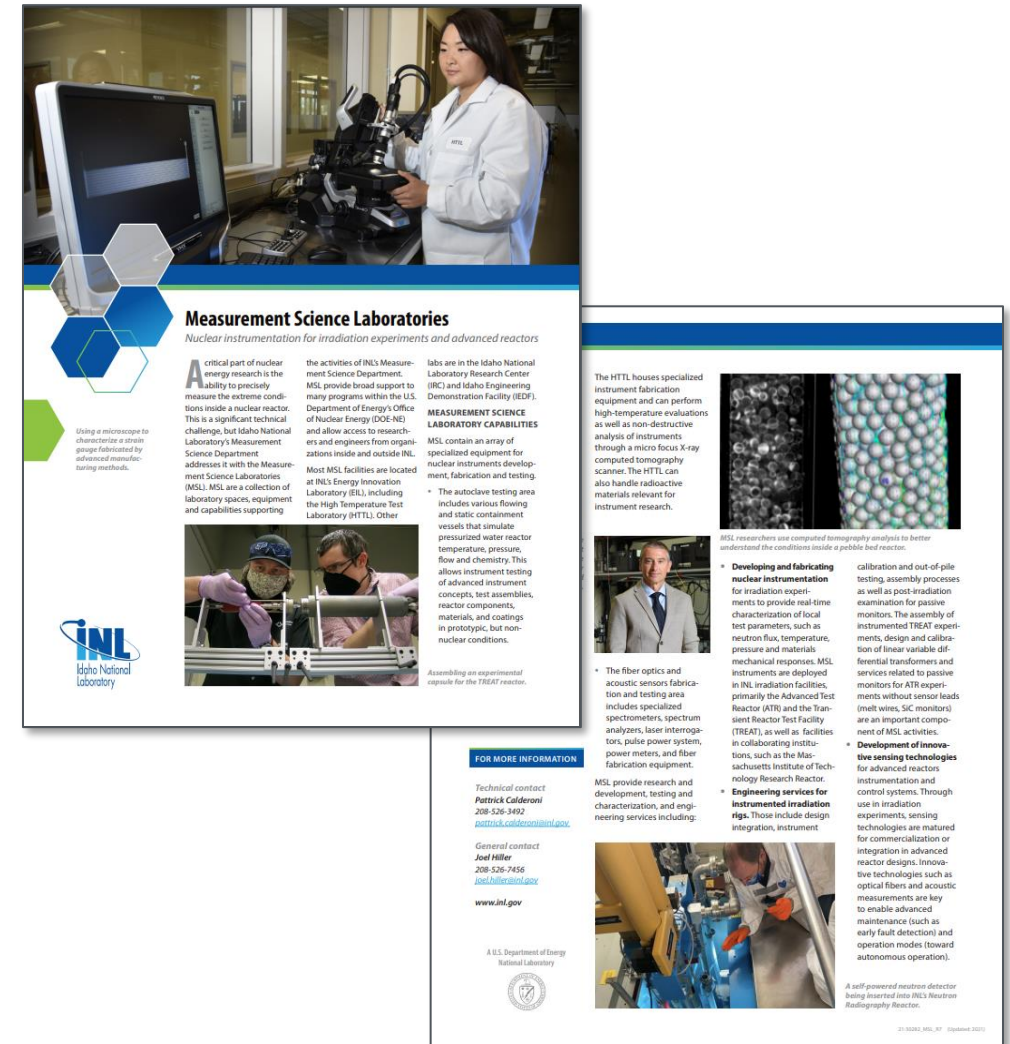 HTTL
Measurement Science Laboratories
Nuclear instrumentation for irradiation experiments and advanced reactors
A critical part of nuclear
energy research is the
ability to precisely
measure the extreme condi-
tions inside a nuclear reactor.
This is a significant technical
challenge, but Idaho National
Laboratory's Measurement
Science Department
addresses it with the Measure-
ment Science Laboratories
(MSL). MSL are a collection of
laboratory spaces, equipment
and capabilities supporting
the activities of INL's Measure-
ment Science Department.
MSL provide broad support to
many programs within the U.S.
Department of Energy's Office
of Nuclear Energy (DOE-NE)
and allow access to research-
ers and engineers from organi-
zations inside and outside INL.
Most MSL facilities are located
at INL's Energy Innovation
Laboratory (EIL), including
the High Temperature Test
Laboratory (HTTL). Other
labs are in the Idaho National
Laboratory Research Center
(IRC) and Idaho Engineering
Demonstration Facility (IEDF).
MEASUREMENT SCIENCE
LABORATORY CAPABILITIES
MSL contain an array of
specialized equipment for
nuclear instruments develop-
ment, fabrication and testing.
• The autoclave testing area
includes various flowing
and static containment
vessels that simulate
pressurized water reactor
temperature, pressure,
flow and chemistry. This
allows instrument testing
of advanced instrument
concepts, test assemblies,
reactor components,
materials, and coatings
in prototypic, but non-
nuclear conditions.
Using a microscope to
characterize a strain
gauge fabricated by
advanced manufac-
turing methods.
Assembling an experimental
capsule for the TREAT reactor.
INL
Idaho National
Laboratory
The HTTL houses specialized
instrument fabrication
equipment and can perform
high-temperature evaluations
as well as non-destructive
analysis of instruments
through a micro focus X-ray
computed tomography
scanner. The HTTL can
also handle radioactive
materials relevant for
instrument research.
MSL researchers use computed tomography analysis to better
understand the conditions inside a pebble bed reactor.
• The fiber optics and
acoustic sensors fabrica-
tion and testing area
includes specialized
spectrometers, spectrum
analyzers, laser interroga-
tors, pulse power system,
power meters, and fiber
fabrication equipment.
MSL provide research and
development, testing and
characterization, and engi-
neering services including:
• Developing and fabricating
nuclear instrumentation
for irradiation experi-
ments to provide real-time
characterization of local
test parameters, such as
neutron flux, temperature,
pressure and materials
mechanical responses. MSL
instruments are deployed
in INL irradiation facilities,
primarily the Advanced Test
Reactor (ATR) and the Tran-
sient Reactor Test Facility
(TREAT), as well as facilities
in collaborating institu-
tions, such as the Mas-
sachusetts Institute of Tech-
nology Research Reactor.
• Engineering services for
instrumented irradiation
rigs. Those include design
integration, instrument
calibration and out-of-pile
testing, assembly processes
as well as post-irradiation
examination for passive
monitors. The assembly of
instrumented TREAT experi-
ments, design and calibra-
tion of linear variable dif-
ferential transformers and
services related to passive
monitors for ATR experi-
ments without sensor leads
(melt wires, SiC monitors)
are an important compo-
nent of MSL activities.
• Development of innova-
tive sensing technologies
for advanced reactors
instrumentation and
control systems. Through
use in irradiation
experiments, sensing
technologies are matured
for commercialization or
integration in advanced
reactor designs. Innova-
tive technologies such as
optical fibers and acoustic
measurements are key
to enable advanced
maintenance (such as
early fault detection) and
operation modes (toward
autonomous operation).
A self-powered neutron detector
being inserted into INL's Neutron
Radiography Reactor.
FOR MORE INFORMATION
Technical contact
Pattrick Calderoni
208-526-3492
pattrick.calderoni@inl.gov
General contact
Joel Hiller
208-526-7456
joel.hiller@inl.gov
www.inl.gov
A U.S. Department of Energy
National Laboratory